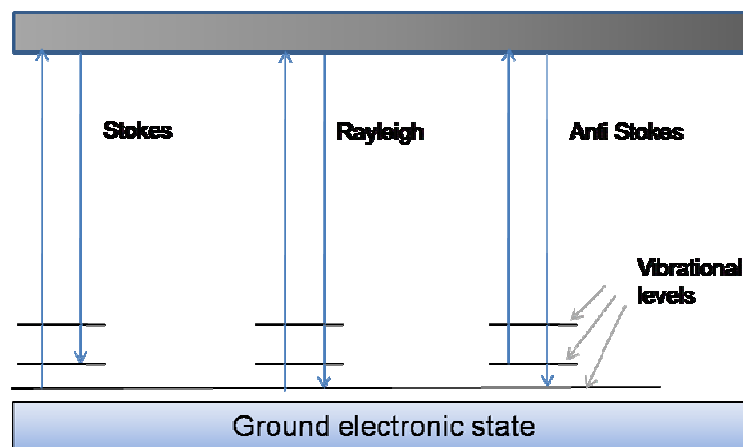 Stokes
Rayleigh
Anti Stokes
Vibrational
levels
Ground electronic state